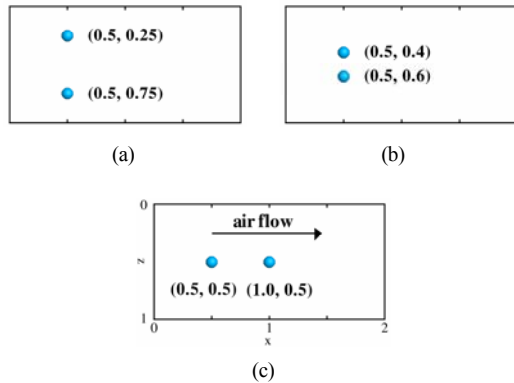 (0.5, 0.25)
(0.5, 0.75)
(a)
(0.5, 0.4)
(0.5, 0.6)
(b)
0
air flow
z
(0.5, 0.5) (1.0, 0.5)
1
0 1 2
x
(c)